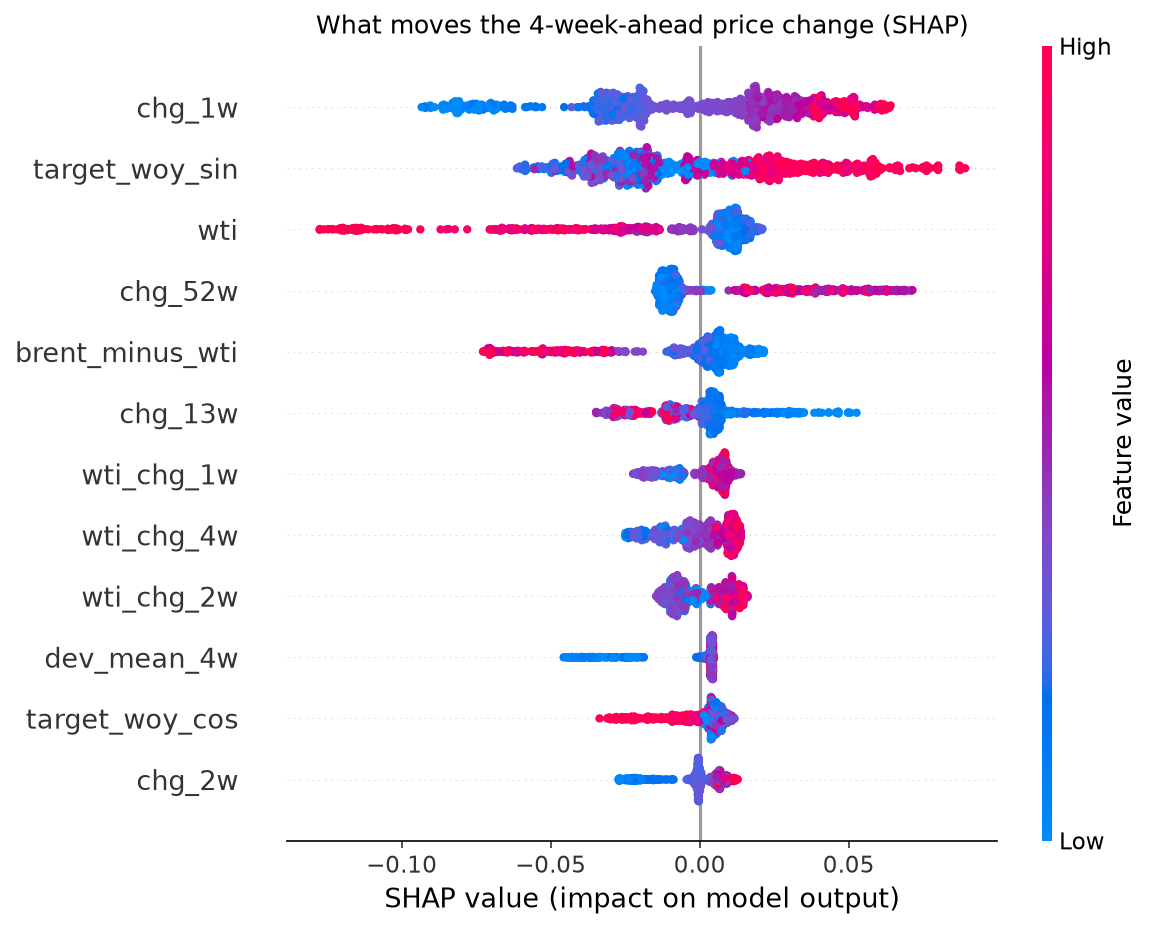 What moves the 4-week-ahead price change (SHAP)
High
chg_1w
target_woy_sin
wti
chg_52w
brent_minus_wti
chg_13w
wti_chg_1w
wti_chg_4w
wti_chg_2w
dev_mean_4w
target_woy_cos
chg_2w
Feature value
Low
−0.10
−0.05
0.00
0.05
SHAP value (impact on model output)